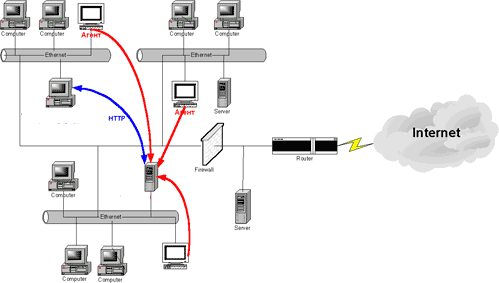 Computer
Computer
Агент
Computer
Computer
Ethernet
Ethernet
HTTP
Агент
Server
Internet
Firewall
Router
Computer
Ethernet
Server
Computer
Computer